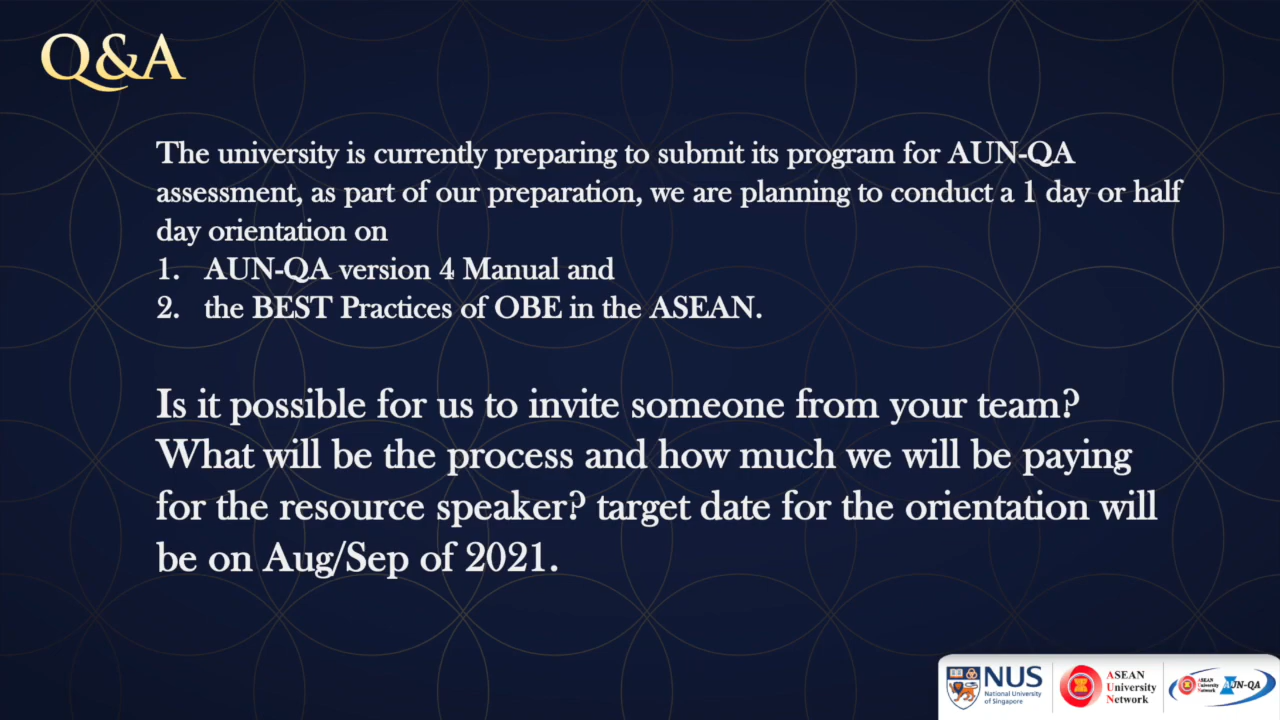 Q&A
The university is currently preparing to submit its program for AUN-QA
assessment, as part of our preparation, we are planning to conduct a 1 day or half
day orientation on
1. AUN-QA version 4 Manual and
2. the BEST Practices of OBE in the ASEAN.
Is it possible for us to invite someone from your team?
What will be the process and how much we will be paying
for the resource speaker? target date for the orientation will
be on Aug/Sep of 2021.
NUS
National University
of Singapore
ASEAN
University
Network
ASEAN
University
Network
AUN-QA